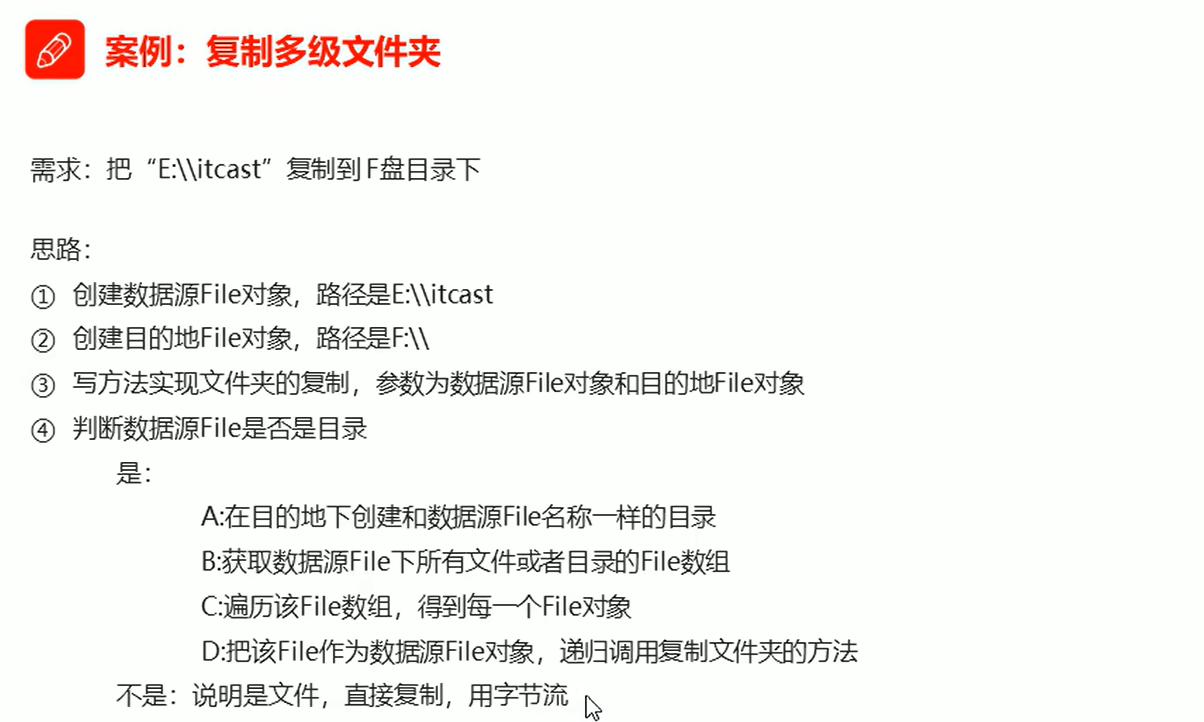 案例：复制多级文件夹
需求：把“E:\\itcast”复制到 F盘目录下
思路：
① 创建数据源File对象，路径是E:\\itcast
② 创建目的地File对象，路径是F:\\
③ 写方法实现文件夹的复制，参数为数据源File对象和目的地File对象
④ 判断数据源File是否是目录
是：
A:在目的地下创建和数据源File名称一样的目录
B:获取数据源File下所有文件或者目录的File数组
C:遍历该File数组，得到每一个File对象
D:把该File作为数据源File对象，递归调用复制文件夹的方法
不是：说明是文件，直接复制，用字节流